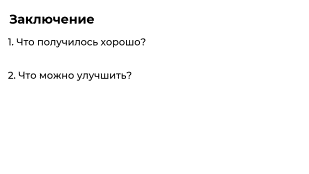 Заключение
1. Что получилось хорошо?
2. Что можно улучшить?